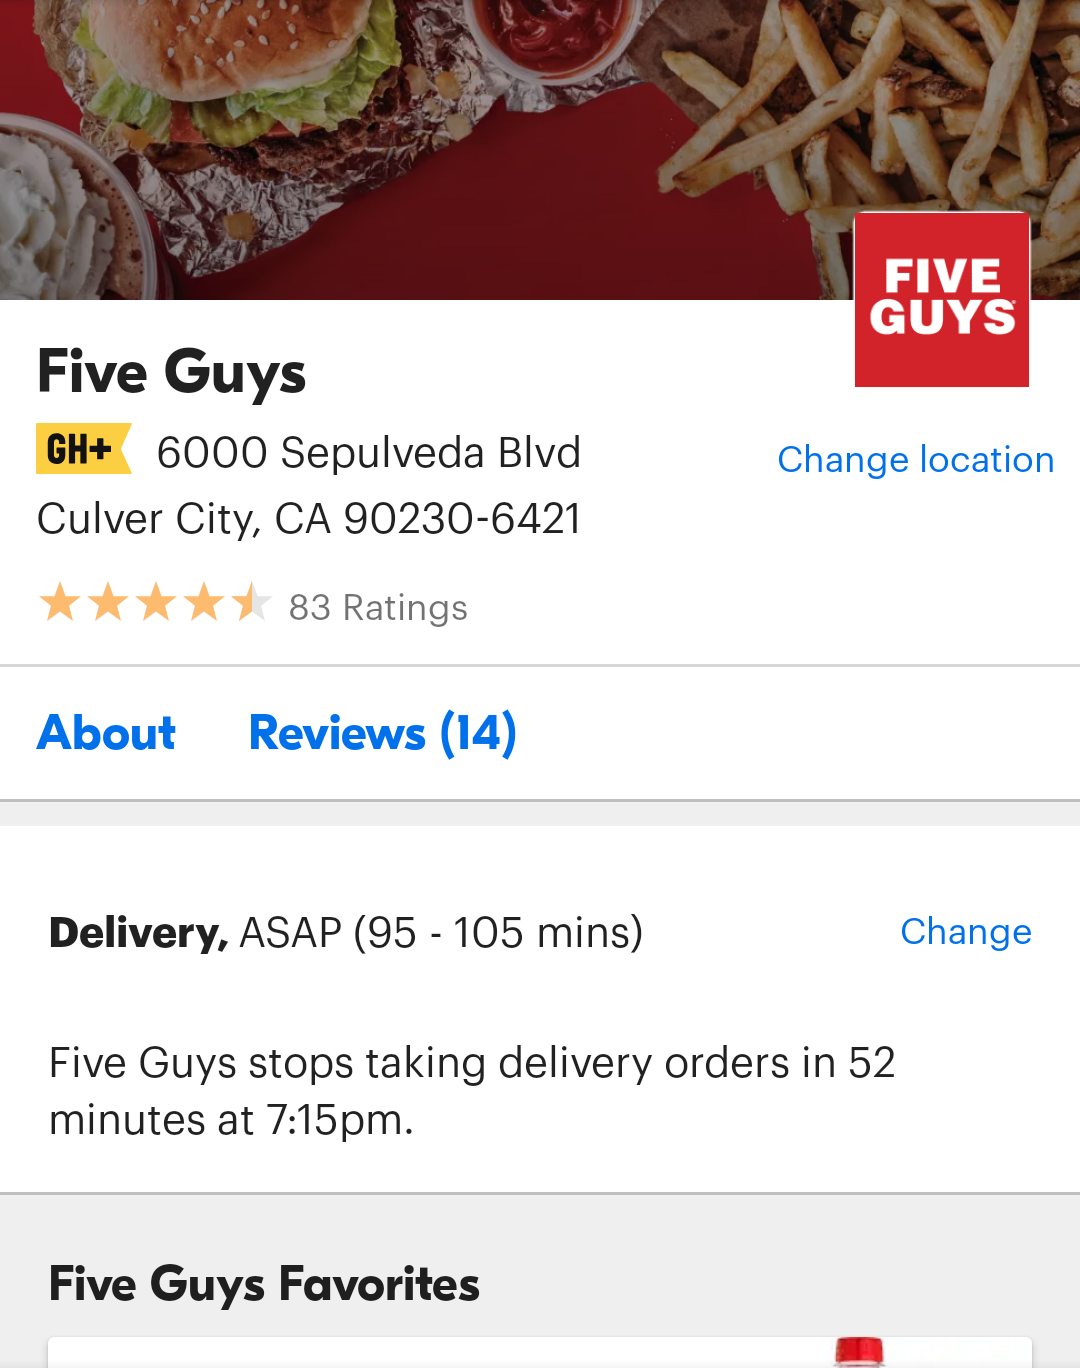 FIVE
GUYS
Five Guys
GH+ 6000 Sepulveda Blvd
Change location
Culver City, CA 90230-6421
83 Ratings
About Reviews (14)
Delivery, ASAP (95 - 105 mins)
Change
Five Guys stops taking delivery orders in 52
minutes at 7:15pm.
Five Guys Favorites